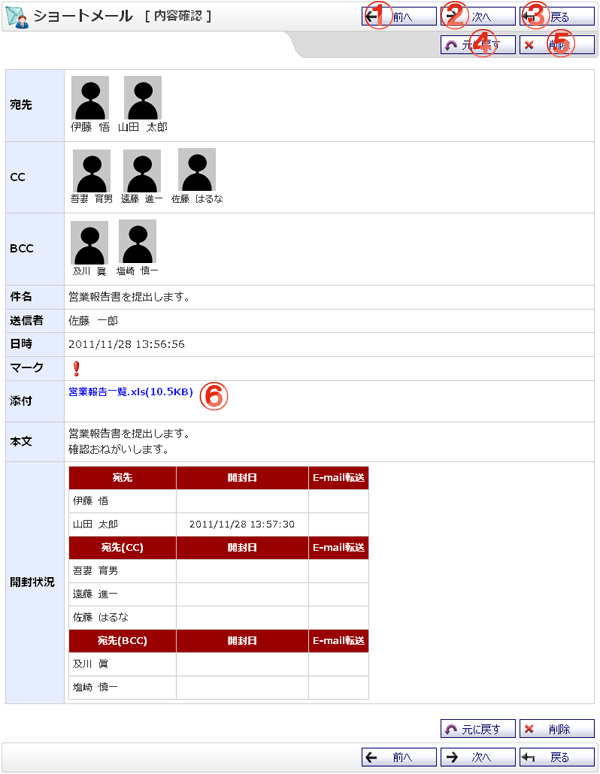 ショートメール [ 内容確認 ]
① 前へ ② 次へ ③ 戻る
④ 元に戻す ⑤ 削除
宛先
伊藤 悟 山田 太郎
CC
吾妻 育男 遠藤 進一 佐藤 はるな
BCC
及川 眞 塩崎 慎一
件名 営業報告書を提出します。
送信者 佐藤 一郎
日時 2011/11/28 13:56:56
マーク
添付 営業報告一覧.xls(10.5KB) ⑥
本文 営業報告書を提出します。
確認おねがいします。
開封状況
宛先 開封日 E-mail転送
伊藤 悟
山田 太郎 2011/11/28 13:57:30
宛先(CC) 開封日 E-mail転送
吾妻 育男
遠藤 進一
佐藤 はるな
宛先(BCC) 開封日 E-mail転送
及川 眞
塩崎 慎一
元に戻す 削除
前へ 次へ 戻る